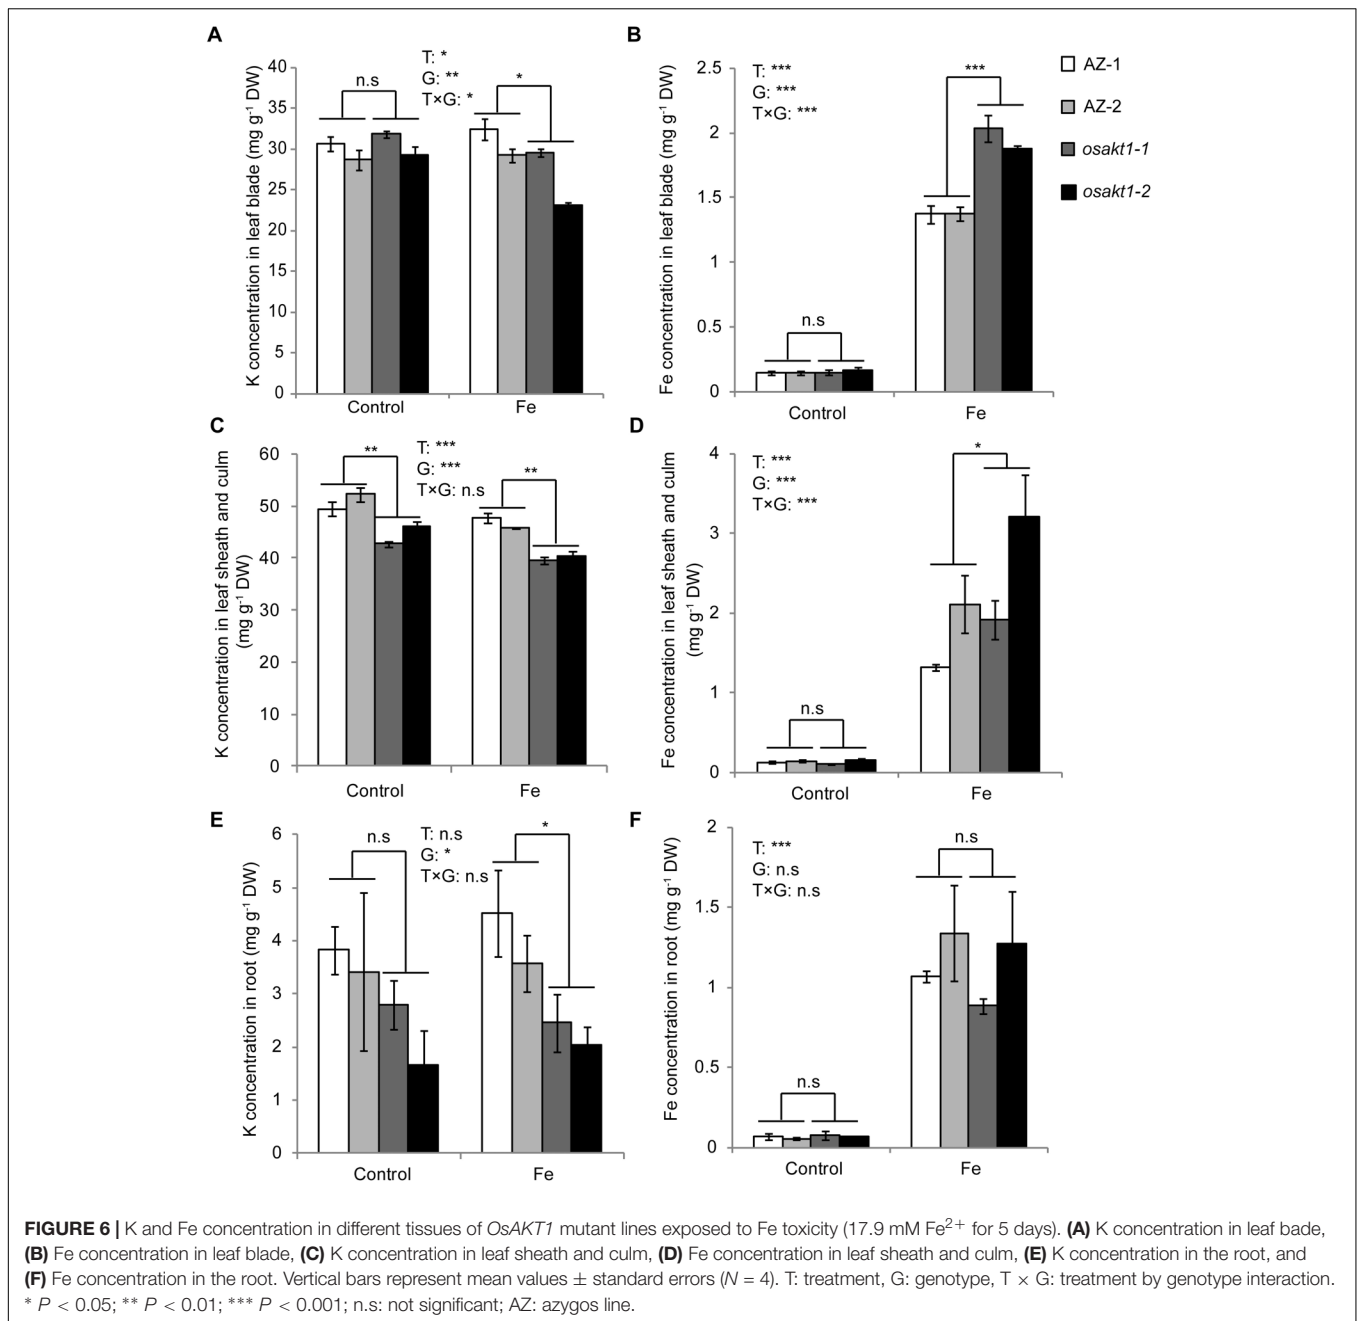 A
K concentration in leaf blade (mg g-1 DW)
40
35
30
25
20
15
10
5
0
n.s
T: *
G: **
T×G: *
*
Control
Fe
B
Fe concentration in leaf blade (mg g-1 DW)
2.5
2
1.5
1
0.5
0
T: ***
G: ***
T×G: ***
n.s
***
Control
Fe
AZ-1
AZ-2
osakt1-1
osakt1-2
C
K concentration in leaf sheath and culm
(mg g-1 DW)
60
50
40
30
20
10
0
**
T: ***
G: ***
T×G: n.s
**
Control
Fe
D
Fe concentration in leaf sheath and culm
(mg g-1 DW)
4
3
2
1
0
T: ***
G: ***
T×G: ***
n.s
*
Control
Fe
E
K concentration in root (mg g-1 DW)
6
5
4
3
2
1
0
n.s
T: n.s
G: *
T×G: n.s
*
Control
Fe
F
Fe concentration in root (mg g-1 DW)
2
1.5
1
0.5
0
T: ***
G: n.s
T×G: n.s
n.s
n.s
Control
Fe
FIGURE 6 | K and Fe concentration in different tissues of OsAKT1 mutant lines exposed to Fe toxicity (17.9 mM Fe2+ for 5 days). (A) K concentration in leaf bade,
(B) Fe concentration in leaf blade, (C) K concentration in leaf sheath and culm, (D) Fe concentration in leaf sheath and culm, (E) K concentration in the root, and
(F) Fe concentration in the root. Vertical bars represent mean values ± standard errors (N = 4). T: treatment, G: genotype, T × G: treatment by genotype interaction.
* P < 0.05; ** P < 0.01; *** P < 0.001; n.s: not significant; AZ: azygos line.